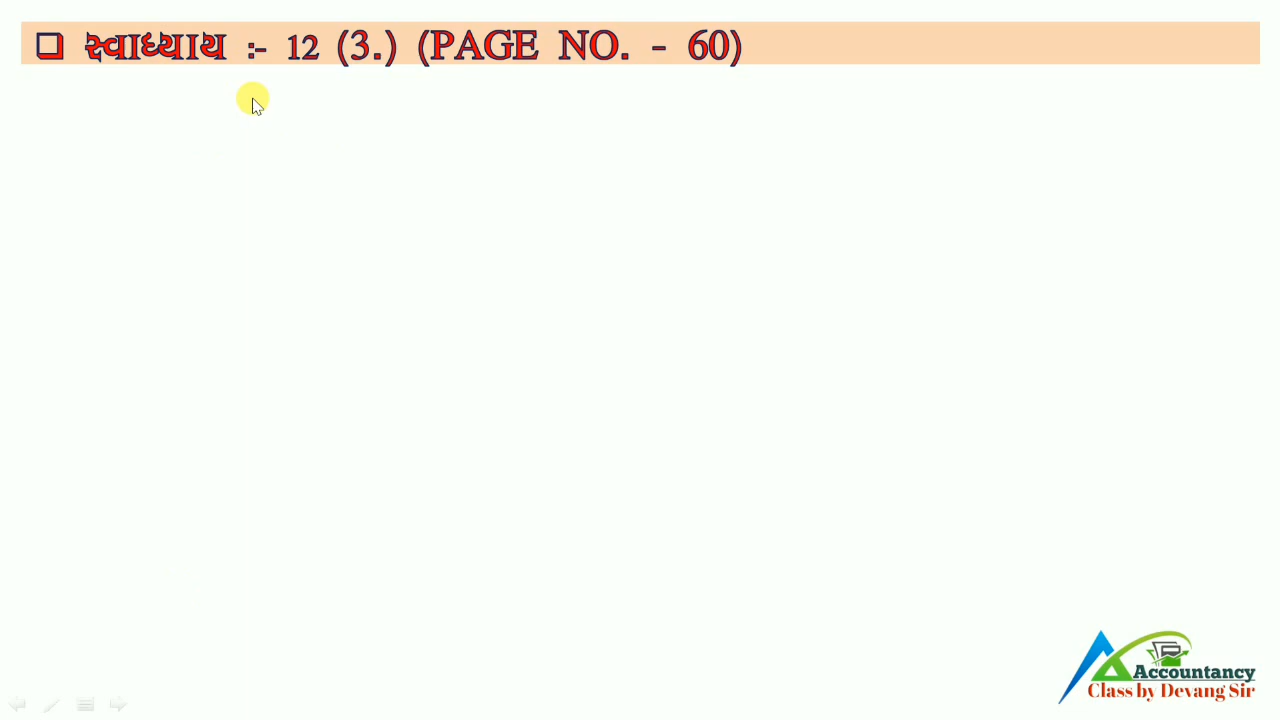 ❑ સ્વાધ્યાય :- 12 (3.) (PAGE NO. - 60)
Accountancy
Class by Devang Sir